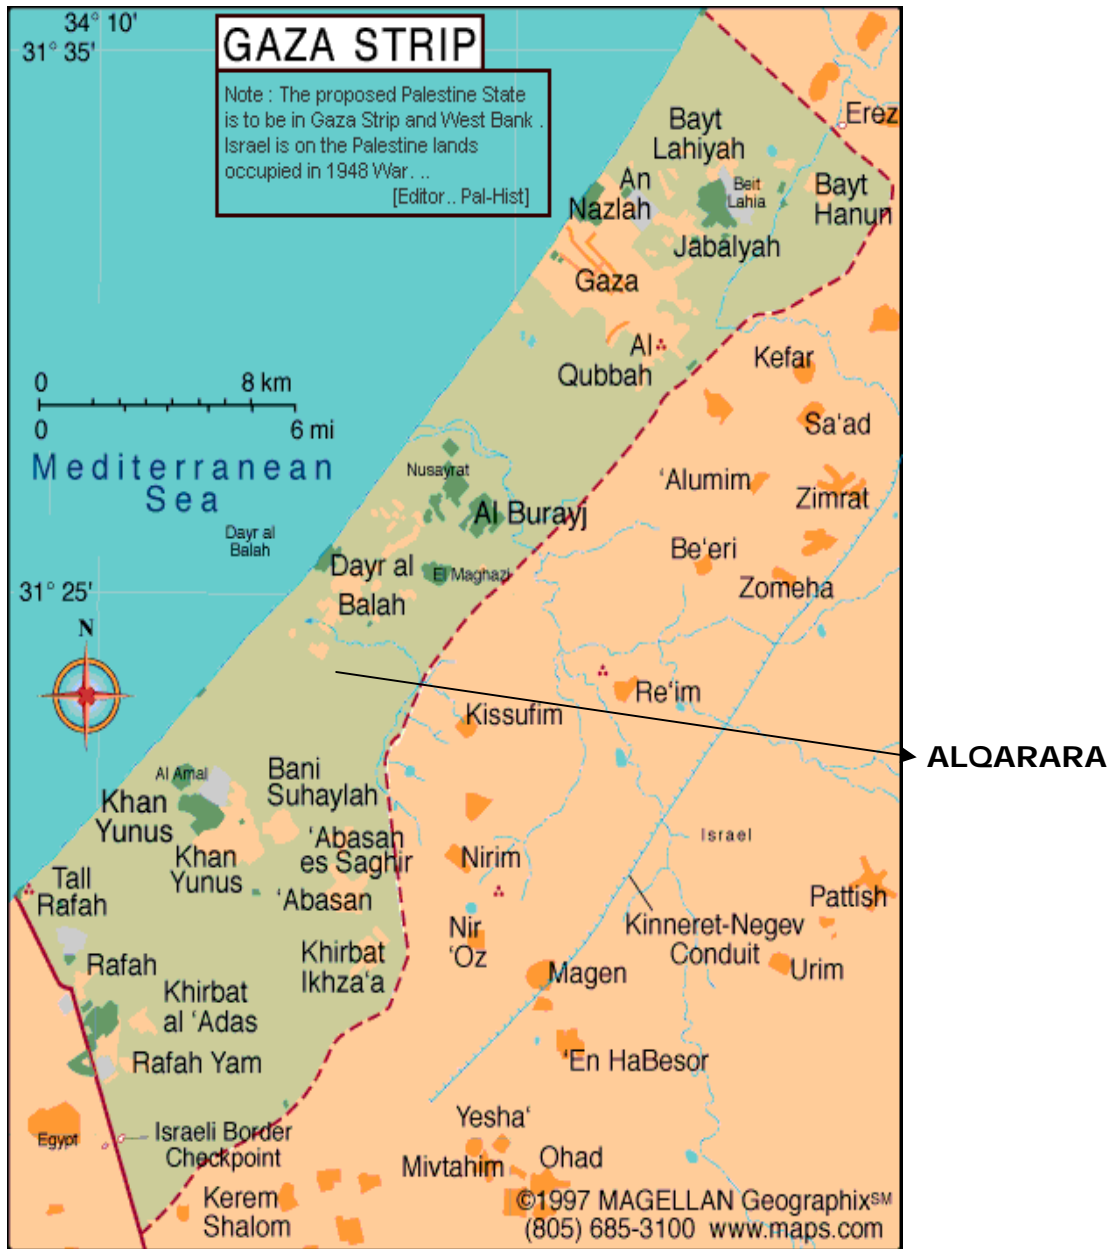 34° 10'
31° 35'
GAZA STRIP
Note : The proposed Palestine State
is to be in Gaza Strip and West Bank .
Israel is on the Palestine lands
occupied in 1948 War. ..
[Editor.. Pal-Hist]
Erez
Bayt
Lahiyah
An
Nazlah
Beit
Lahia
Bayt
Hanun
Jabalyah
Gaza
Al
Qubbah
Kefar
Sa'ad
0 8 km
0 6 mi
Mediterranean
Sea
Nusayrat
'Alumim
Zimrat
Al Burayj
Dayr al
Balah
Be'eri
Dayr al
Balah
El Maghazi
Zomeha
31° 25'
N
Re'im
Kissufim
ALQARARA
Al Amal
Bani
Suhaylah
Khan
Yunus
'Abasah
es Saghir
Israel
Khan
Yunus
Nirim
Tall
Rafah
'Abasan
Pattish
Nir
'Oz
Kinneret-Negev
Conduit
Khirbat
Ikhza'a
Rafah
Magen
Urim
Khirbat
al 'Adas
Rafah Yam
'En HaBesor
Yesha'
Egypt
Israeli Border
Checkpoint
Mivtahim
Ohad
Kerem
Shalom
©1997 MAGELLAN Geographix℠
(805) 685-3100 www.maps.com